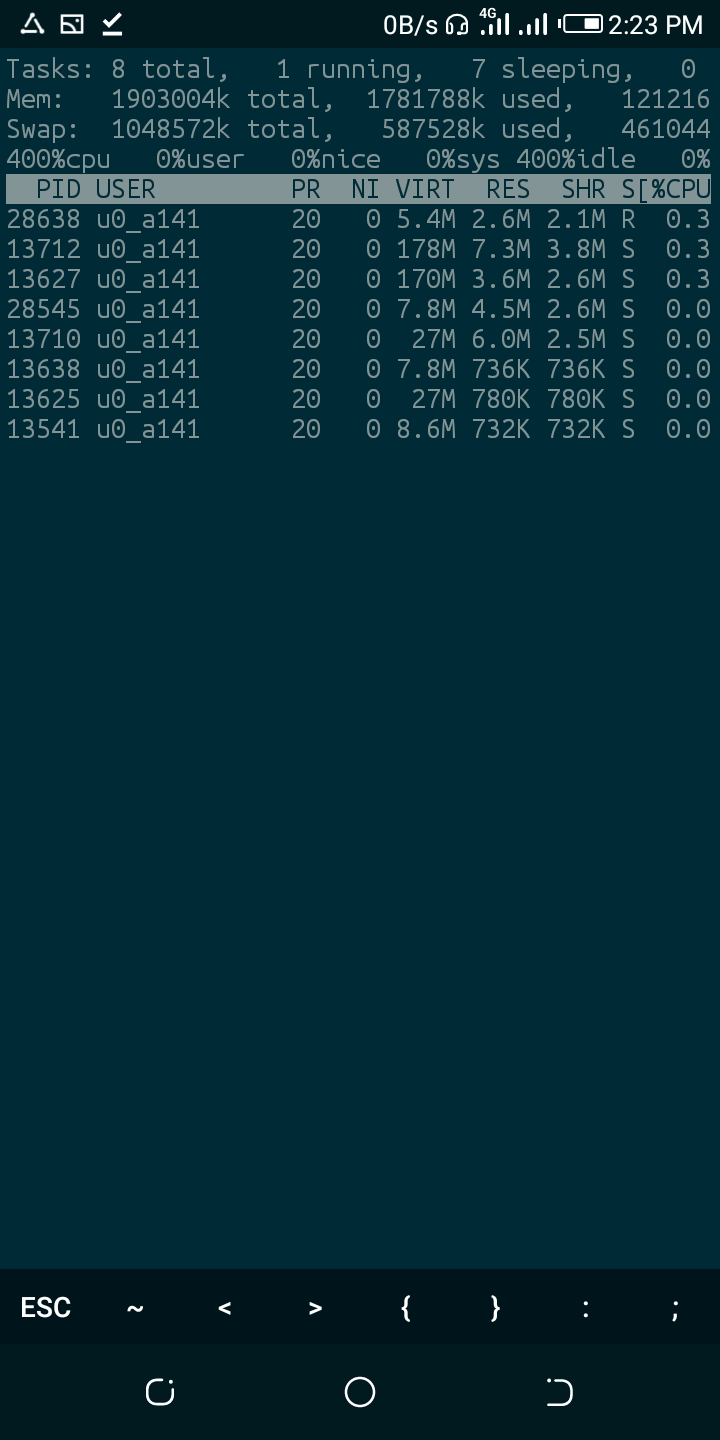 0B/s 4G 2:23 PM
Tasks: 8 total,   1 running,   7 sleeping,   0
Mem:   1903004k total,  1781788k used,   121216
Swap:  1048572k total,   587528k used,   461044
400%cpu   0%user   0%nice   0%sys 400%idle   0%
  PID USER         PR  NI VIRT  RES  SHR S[%CPU
28638 u0_a141      20   0 5.4M 2.6M 2.1M R  0.3
13712 u0_a141      20   0 178M 7.3M 3.8M S  0.3
13627 u0_a141      20   0 170M 3.6M 2.6M S  0.3
28545 u0_a141      20   0 7.8M 4.5M 2.6M S  0.0
13710 u0_a141      20   0  27M 6.0M 2.5M S  0.0
13638 u0_a141      20   0 7.8M 736K 736K S  0.0
13625 u0_a141      20   0  27M 780K 780K S  0.0
13541 u0_a141      20   0 8.6M 732K 732K S  0.0
ESC ~ < > { } : ;